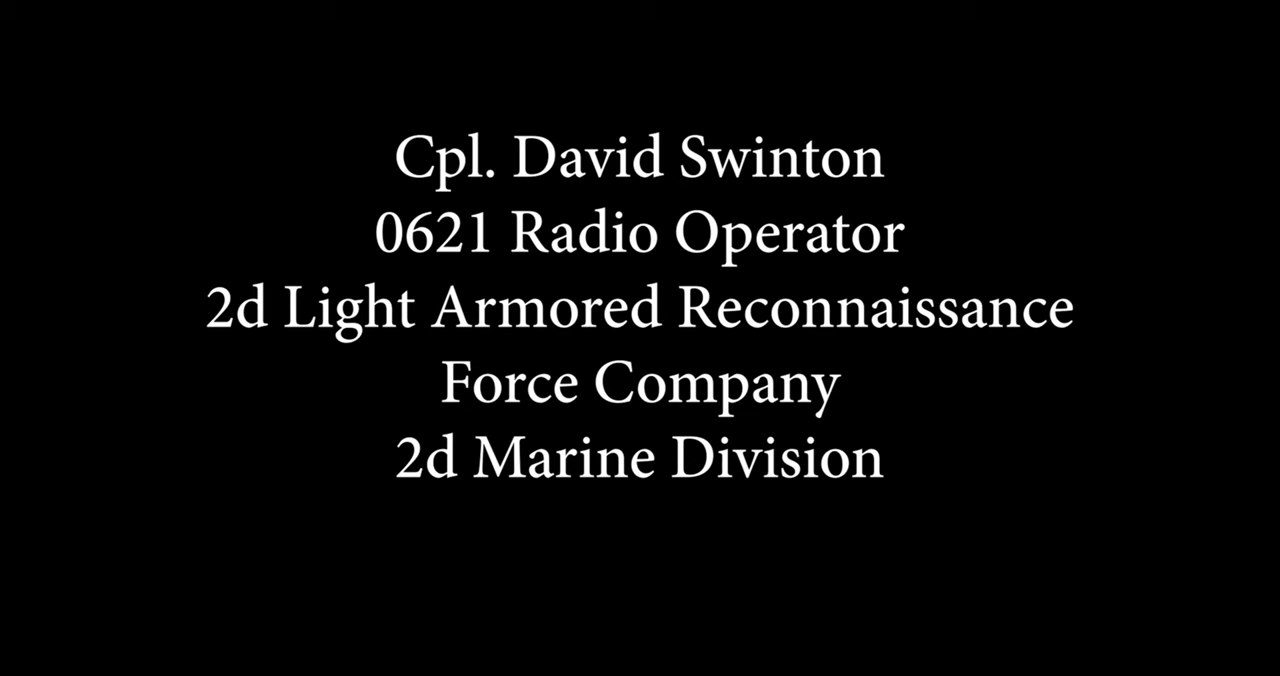 Cpl. David Swinton
0621 Radio Operator
2d Light Armored Reconnaissance
Force Company
2d Marine Division